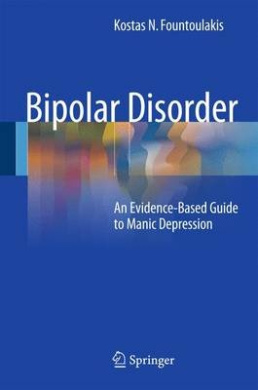 Kostas N. Fountoulakis
Bipolar Disorder
An Evidence-Based Guide
to Manic Depression
Springer